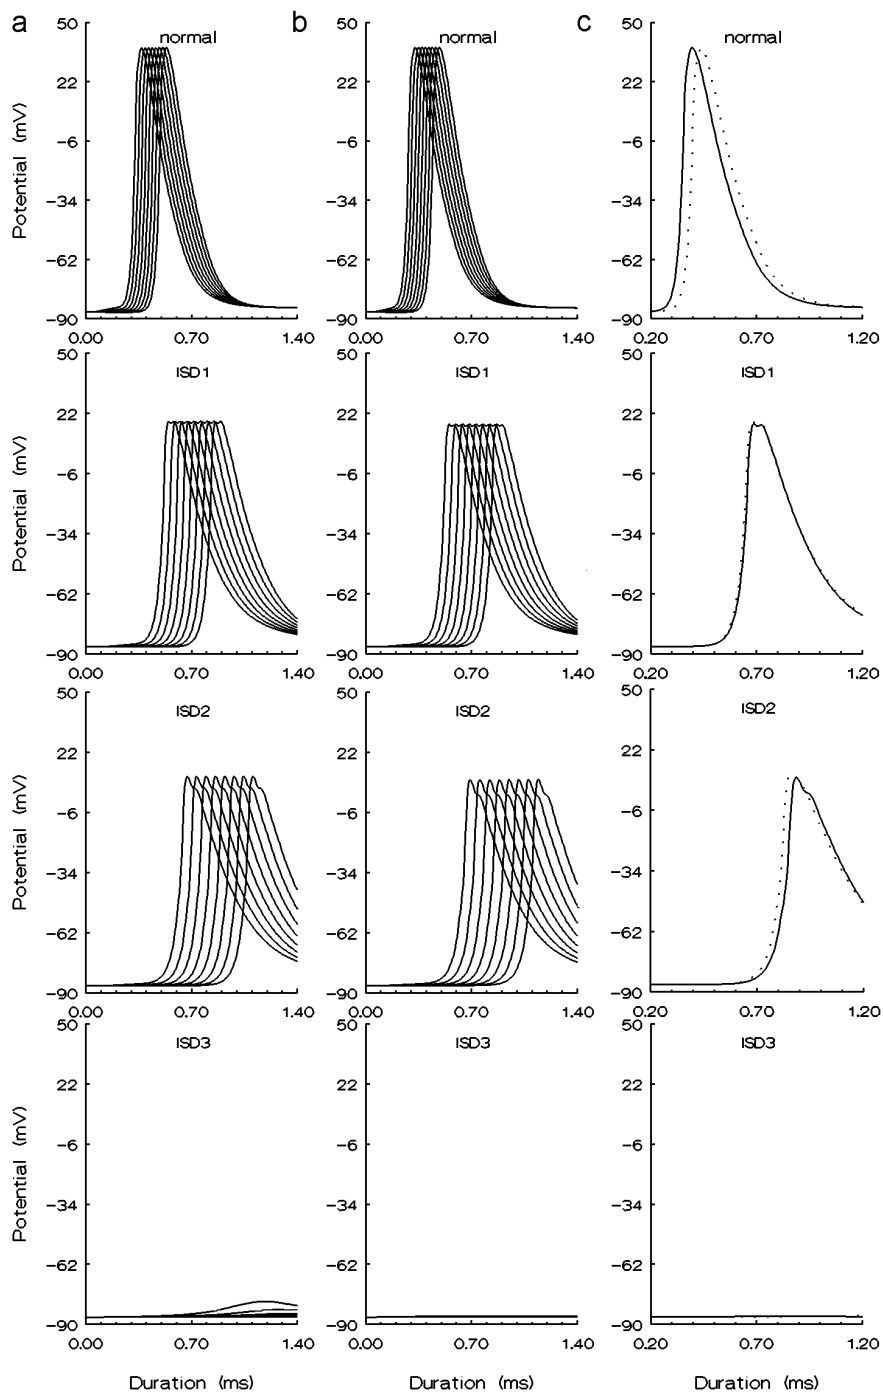 a b c
50 normal 50 normal 50 normal
22 22 22
Potential (mV) -6 -6 -6
-34 -34 -34
-62 -62 -62
-90 -90 -90
0.00 0.70 1.40 0.00 0.70 1.40 0.20 0.70 1.20
50 ISD1 50 ISD1 50 ISD1
22 22 22
Potential (mV) -6 -6 -6
-34 -34 -34
-62 -62 -62
-90 -90 -90
0.00 0.70 1.40 0.00 0.70 1.40 0.20 0.70 1.20
50 ISD2 50 ISD2 50 ISD2
22 22 22
Potential (mV) -6 -6 -6
-34 -34 -34
-62 -62 -62
-90 -90 -90
0.00 0.70 1.40 0.00 0.70 1.40 0.20 0.70 1.20
50 ISD3 50 ISD3 50 ISD3
22 22 22
Potential (mV) -6 -6 -6
-34 -34 -34
-62 -62 -62
-90 -90 -90
0.00 0.70 1.40 0.00 0.70 1.40 0.20 0.70 1.20
Duration (ms) Duration (ms) Duration (ms)